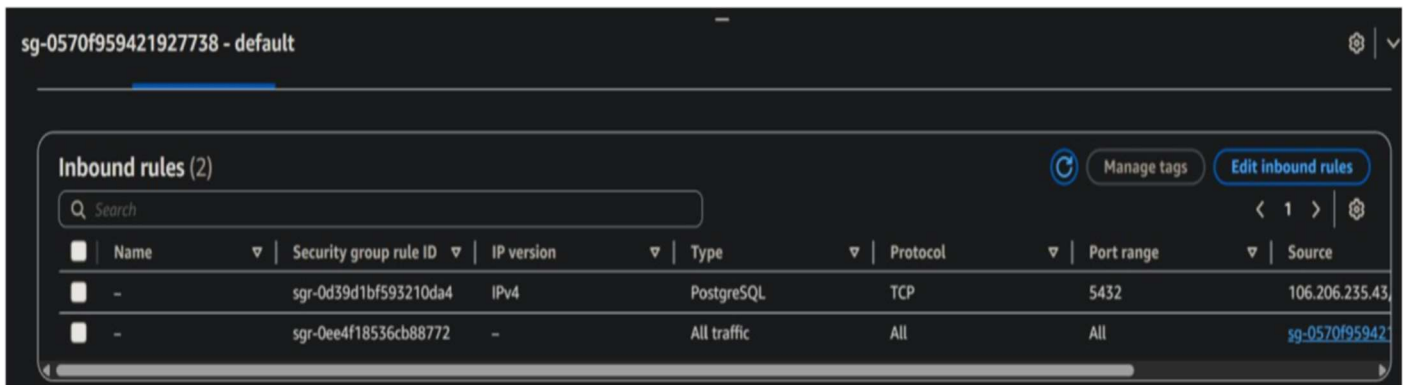 sg-0570f959421927738 - default
Inbound rules (2)
Manage tags
Edit inbound rules
Search
1
Name Security group rule ID IP version Type Protocol Port range Source
– sgr-0d39d1bf593210da4 IPv4 PostgreSQL TCP 5432 106.206.235.43/
– sgr-0ee4f18536cb88772 – All traffic All All sg-0570f959421